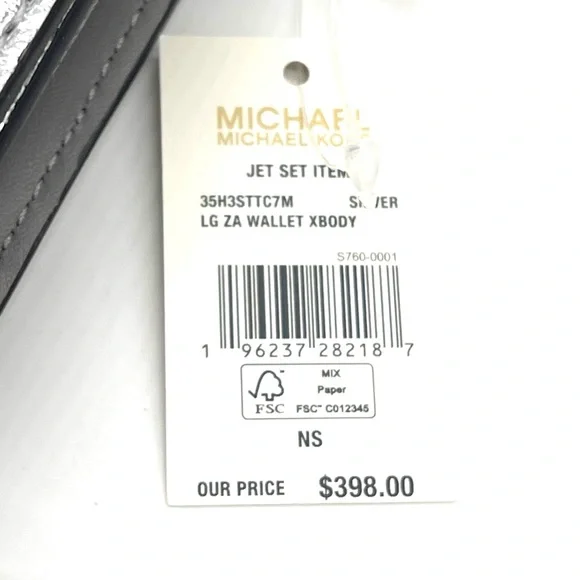 MICHAEL
MICHAEL KORS
JET SET ITEM
35H3STTC7M SILVER
LG ZA WALLET XBODY
S760-0001
1 96237 28218 7
MIX
Paper
FSC
FSC™ C012345
NS
OUR PRICE $398.00